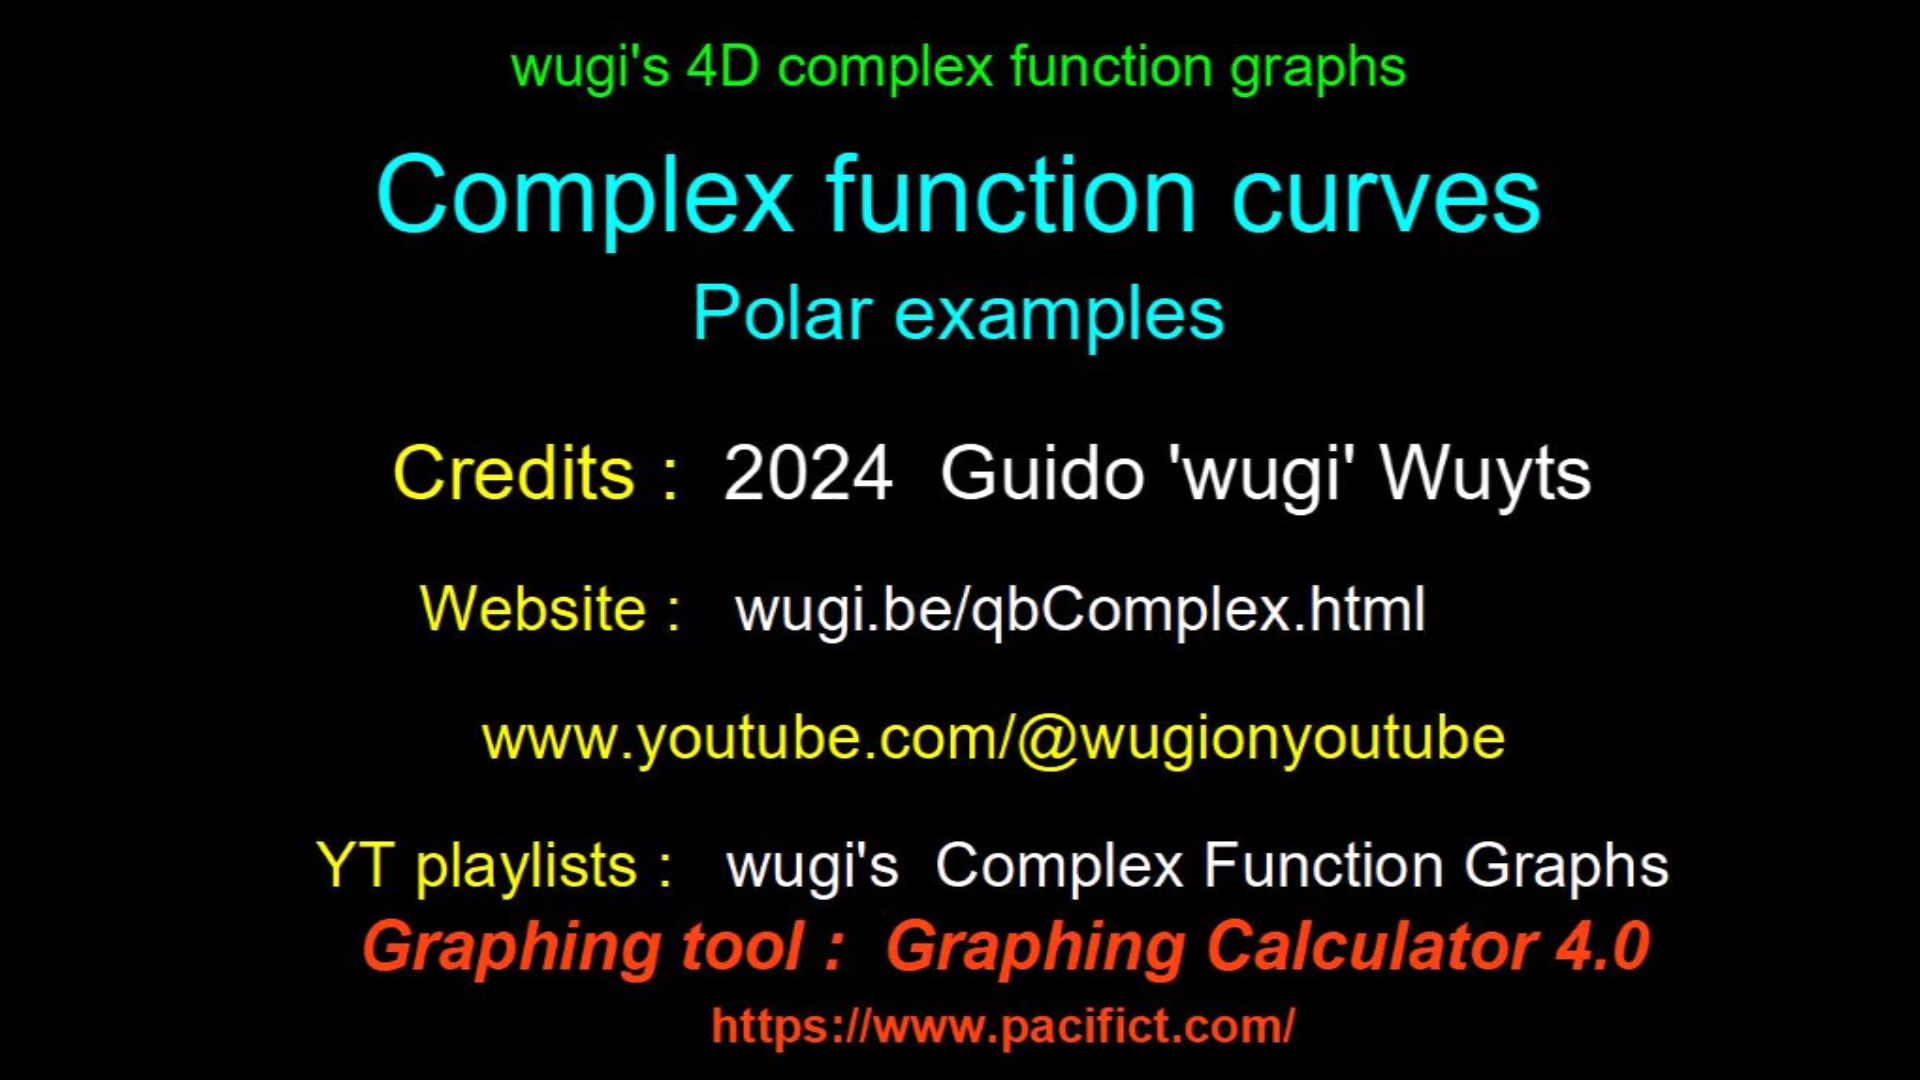 wugi's 4D complex function graphs
Complex function curves
Polar examples
Credits : 2024 Guido 'wugi' Wuyts
Website : wugi.be/qbComplex.html
www.youtube.com/@wugionyoutube
YT playlists : wugi's Complex Function Graphs
Graphing tool : Graphing Calculator 4.0
https://www.pacifict.com/